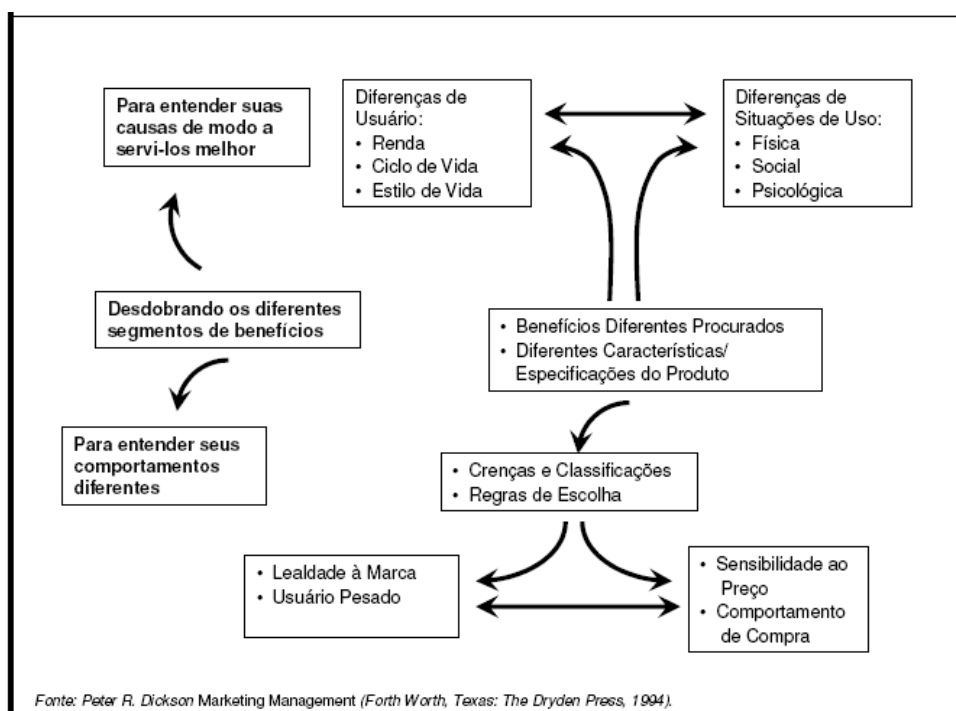 Para entender suas
causas de modo a
servi-los melhor
Diferenças de
Usuário:
• Renda
• Ciclo de Vida
• Estilo de Vida
Diferenças de
Situações de Uso:
• Física
• Social
• Psicológica
Desdobrando os diferentes
segmentos de benefícios
• Benefícios Diferentes Procurados
• Diferentes Características/
Especificações do Produto
Para entender seus
comportamentos
diferentes
• Crenças e Classificações
• Regras de Escolha
• Lealdade à Marca
• Usuário Pesado
• Sensibilidade ao
Preço
• Comportamento
de Compra
Fonte: Peter R. Dickson Marketing Management (Forth Worth, Texas: The Dryden Press, 1994).